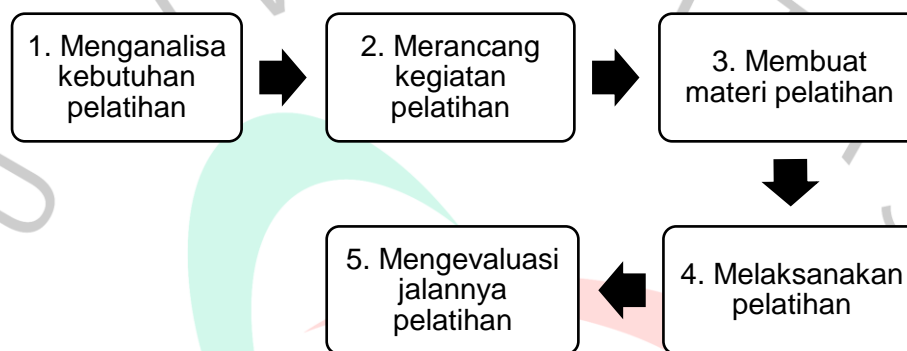 1. Menganalisa
kebutuhan
pelatihan
2. Merancang
kegiatan
pelatihan
3. Membuat
materi pelatihan
4. Melaksanakan
pelatihan
5. Mengevaluasi
jalannya
pelatihan